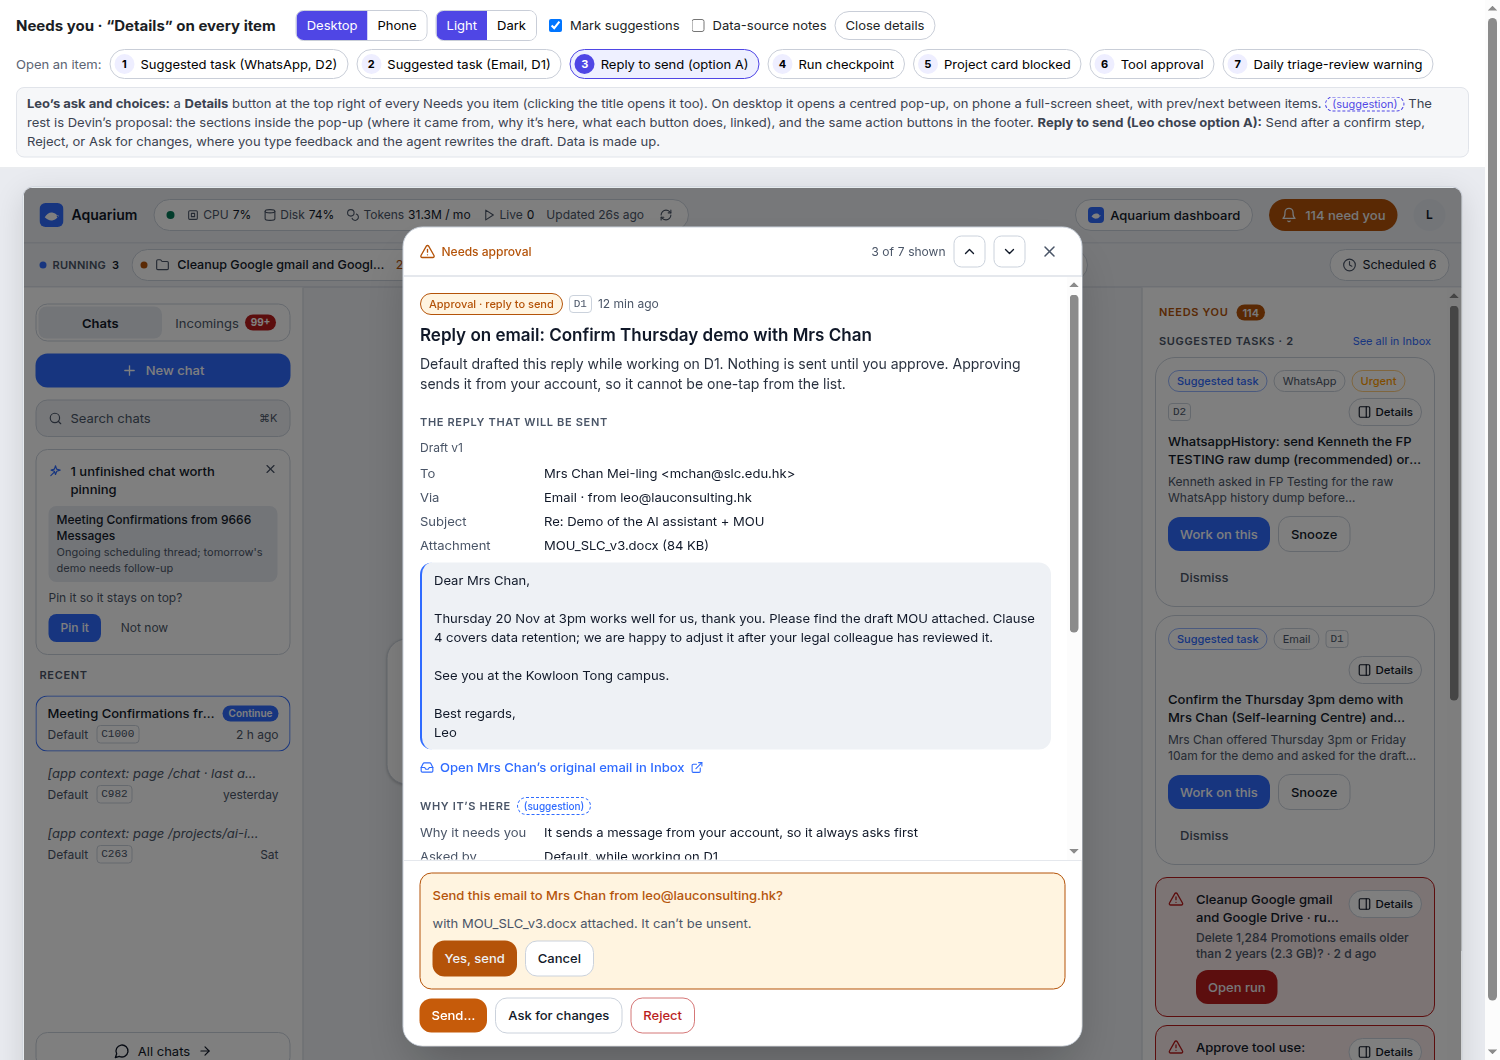 Needs you · “Details” on every item
Desktop Phone Light Dark Mark suggestions Data-source notes Close details
Open an item: 1 Suggested task (WhatsApp, D2) 2 Suggested task (Email, D1) 3 Reply to send (option A) 4 Run checkpoint 5 Project card blocked 6 Tool approval 7 Daily triage-review warning
Leo’s ask and choices: a Details button at the top right of every Needs you item (clicking the title opens it too). On desktop it opens a centred pop-up, on phone a full-screen sheet, with prev/next between items. (suggestion) The
rest is Devin’s proposal: the sections inside the pop-up (where it came from, why it’s here, what each button does, linked), and the same action buttons in the footer. Reply to send (Leo chose option A): Send after a confirm step,
Reject, or Ask for changes, where you type feedback and the agent rewrites the draft. Data is made up.
Aquarium CPU 7% Disk 74% Tokens 31.3M / mo Live 0 Updated 26s ago Aquarium dashboard 114 need you L
RUNNING 3 Cleanup Google gmail and Googl... 2 Scheduled 6
Chats Incomings 99+
New chat
Search chats ⌘K
1 unfinished chat worth
pinning
Meeting Confirmations from 9666
Messages
Ongoing scheduling thread; tomorrow's
demo needs follow-up
Pin it so it stays on top?
Pin it Not now
RECENT
Meeting Confirmations fr... Continue
Default C1000 2 h ago
[app context: page /chat · last a...
Default C982 yesterday
[app context: page /projects/ai-i...
Default C263 Sat
All chats
Needs approval 3 of 7 shown
Approval · reply to send D1 12 min ago
Reply on email: Confirm Thursday demo with Mrs Chan
Default drafted this reply while working on D1. Nothing is sent until you approve. Approving
sends it from your account, so it cannot be one-tap from the list.
THE REPLY THAT WILL BE SENT
Draft v1
To Mrs Chan Mei-ling <mchan@slc.edu.hk>
Via Email · from leo@lauconsulting.hk
Subject Re: Demo of the AI assistant + MOU
Attachment MOU_SLC_v3.docx (84 KB)
Dear Mrs Chan,
Thursday 20 Nov at 3pm works well for us, thank you. Please find the draft MOU attached. Clause
4 covers data retention; we are happy to adjust it after your legal colleague has reviewed it.
See you at the Kowloon Tong campus.
Best regards,
Leo
Open Mrs Chan’s original email in Inbox
WHY IT’S HERE (suggestion)
Why it needs you It sends a message from your account, so it always asks first
Asked by Default, while working on D1
Send this email to Mrs Chan from leo@lauconsulting.hk?
with MOU_SLC_v3.docx attached. It can’t be unsent.
Yes, send Cancel
Send... Ask for changes Reject
NEEDS YOU 114
SUGGESTED TASKS · 2 See all in Inbox
Suggested task WhatsApp Urgent
D2 Details
WhatsappHistory: send Kenneth the FP
TESTING raw dump (recommended) or...
Kenneth asked in FP Testing for the raw
WhatsApp history dump before...
Work on this Snooze
Dismiss
Suggested task Email D1
Details
Confirm the Thursday 3pm demo with
Mrs Chan (Self-learning Centre) and...
Mrs Chan offered Thursday 3pm or Friday
10am for the demo and asked for the draft...
Work on this Snooze
Dismiss
Cleanup Google gmail Details
and Google Drive · ru...
Delete 1,284 Promotions emails older
than 2 years (2.3 GB)? · 2 d ago
Open run
Approve tool use: Details